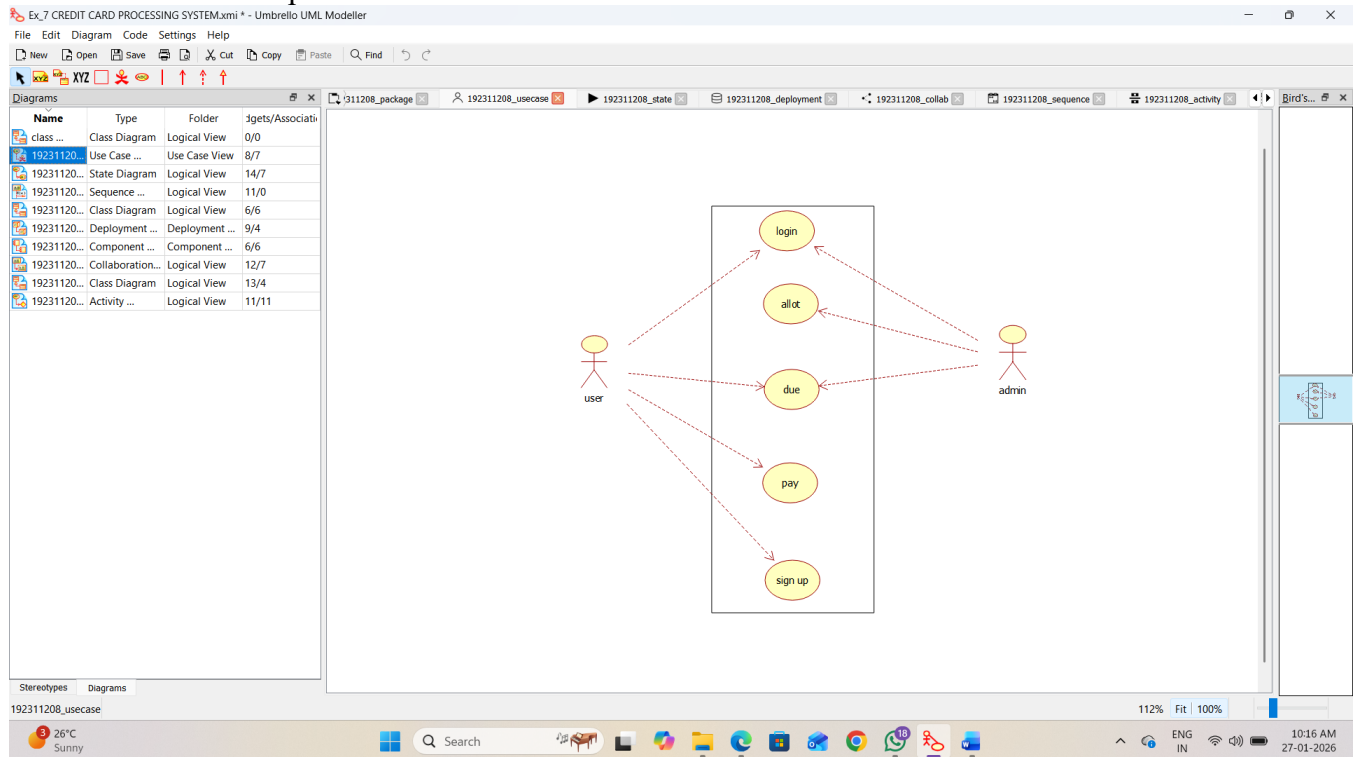 Ex_7 CREDIT CARD PROCESSING SYSTEM.xmi * - Umbrello UML Modeller
File Edit Diagram Code Settings Help
New Open Save Cut Copy Paste Find
XYZ XYZ
Diagrams
311208_package 192311208_usecase 192311208_state 192311208_deployment 192311208_collab 192311208_sequence 192311208_activity
Bird's...
Name Type Folder dgets/Associati
class ... Class Diagram Logical View 0/0
19231120... Use Case ... Use Case View 8/7
19231120... State Diagram Logical View 14/7
19231120... Sequence ... Logical View 11/0
19231120... Class Diagram Logical View 6/6
19231120... Deployment ... Deployment ... 9/4
19231120... Component ... Component ... 6/6
19231120... Collaboration... Logical View 12/7
19231120... Class Diagram Logical View 13/4
19231120... Activity ... Logical View 11/11
login
allot
due
pay
sign up
user
admin
Stereotypes Diagrams
192311208_usecase
112% Fit 100%
3
26°C
Sunny
Search
18
ENG
IN
10:16 AM
27-01-2026